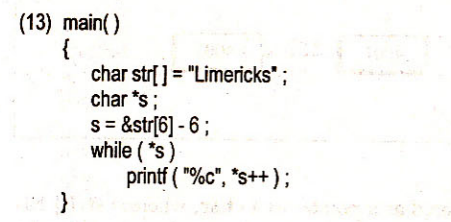 (13) main( )
{
char str[ ] = "Limericks" ;
char *s ;
s = &str[6] - 6 ;
while ( *s )
printf ( "%c", *s++ ) ;
}